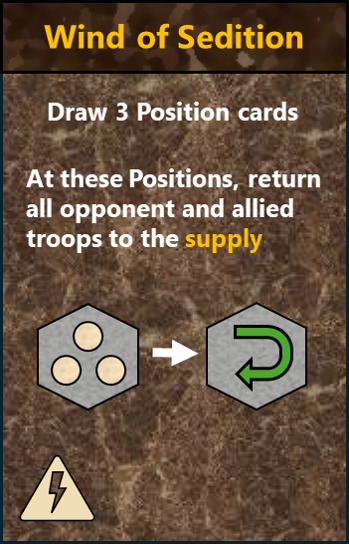 Wind of Sedition
Draw 3 Position cards
At these Positions, return
all opponent and allied
troops to the supply